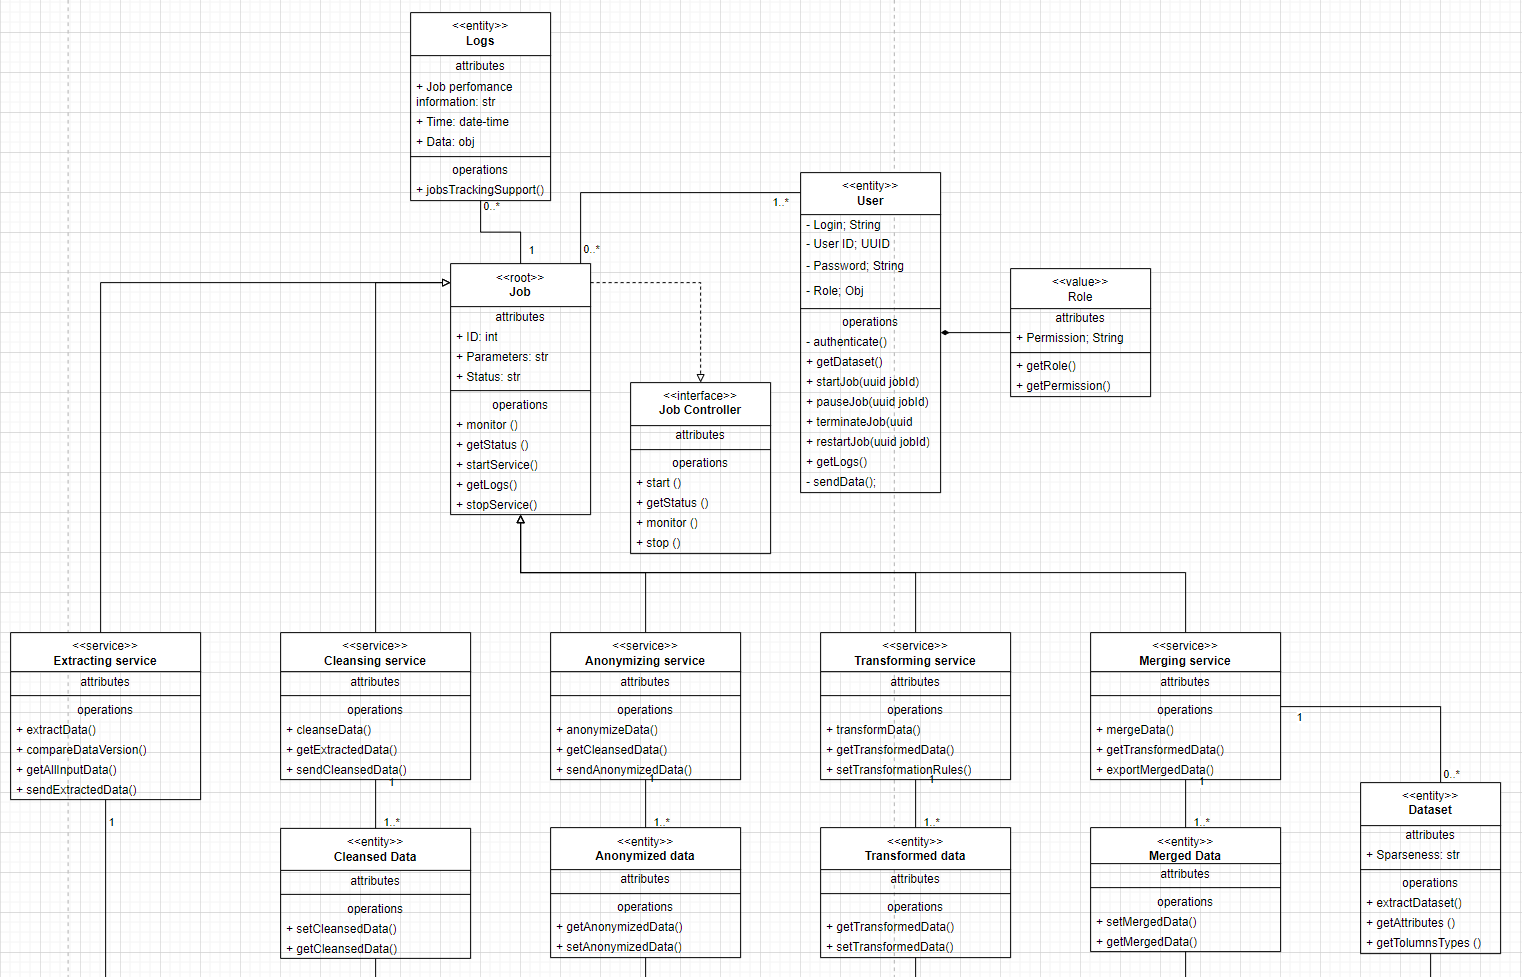 <<entity>>
Logs
attributes
+ Job perfomance
information: str
+ Time: date-time
+ Data: obj
operations
+ jobsTrackingSupport()
0..*
1
0..*
1..*
<<entity>>
User
- Login; String
- User ID; UUID
- Password; String
- Role; Obj
operations
- authenticate()
+ getDataset()
+ startJob(uuid jobId)
+ pauseJob(uuid jobId)
+ terminateJob(uuid
+ restartJob(uuid jobId)
+ getLogs()
- sendData();
<<value>>
Role
attributes
+ Permission; String
+ getRole()
+ getPermission()
<<root>>
Job
attributes
+ ID: int
+ Parameters: str
+ Status: str
operations
+ monitor ()
+ getStatus ()
+ startService()
+ getLogs()
+ stopService()
<<interface>>
Job Controller
attributes
operations
+ start ()
+ getStatus ()
+ monitor ()
+ stop ()
<<service>>
Extracting service
attributes
operations
+ extractData()
+ compareDataVersion()
+ getAllInputData()
+ sendExtractedData()
1
<<service>>
Cleansing service
attributes
operations
+ cleanseData()
+ getExtractedData()
+ sendCleansedData()
1
1..*
<<service>>
Anonymizing service
attributes
operations
+ anonymizeData()
+ getCleansedData()
+ sendAnonymizedData()
1
1..*
<<service>>
Transforming service
attributes
operations
+ transformData()
+ getTransformedData()
+ setTransformationRules()
1
1..*
<<service>>
Merging service
attributes
operations
+ mergeData()
+ getTransformedData()
+ exportMergedData()
1
1..*
1
0..*
<<entity>>
Cleansed Data
attributes
operations
+ setCleansedData()
+ getCleansedData()
<<entity>>
Anonymized data
attributes
operations
+ getAnonymizedData()
+ setAnonymizedData()
<<entity>>
Transformed data
attributes
operations
+ getTransformedData()
+ setTransformedData()
<<entity>>
Merged Data
attributes
operations
+ setMergedData()
+ getMergedData()
<<entity>>
Dataset
attributes
+ Sparseness: str
operations
+ extractDataset()
+ getAttributes ()
+ getTolumnsTypes ()